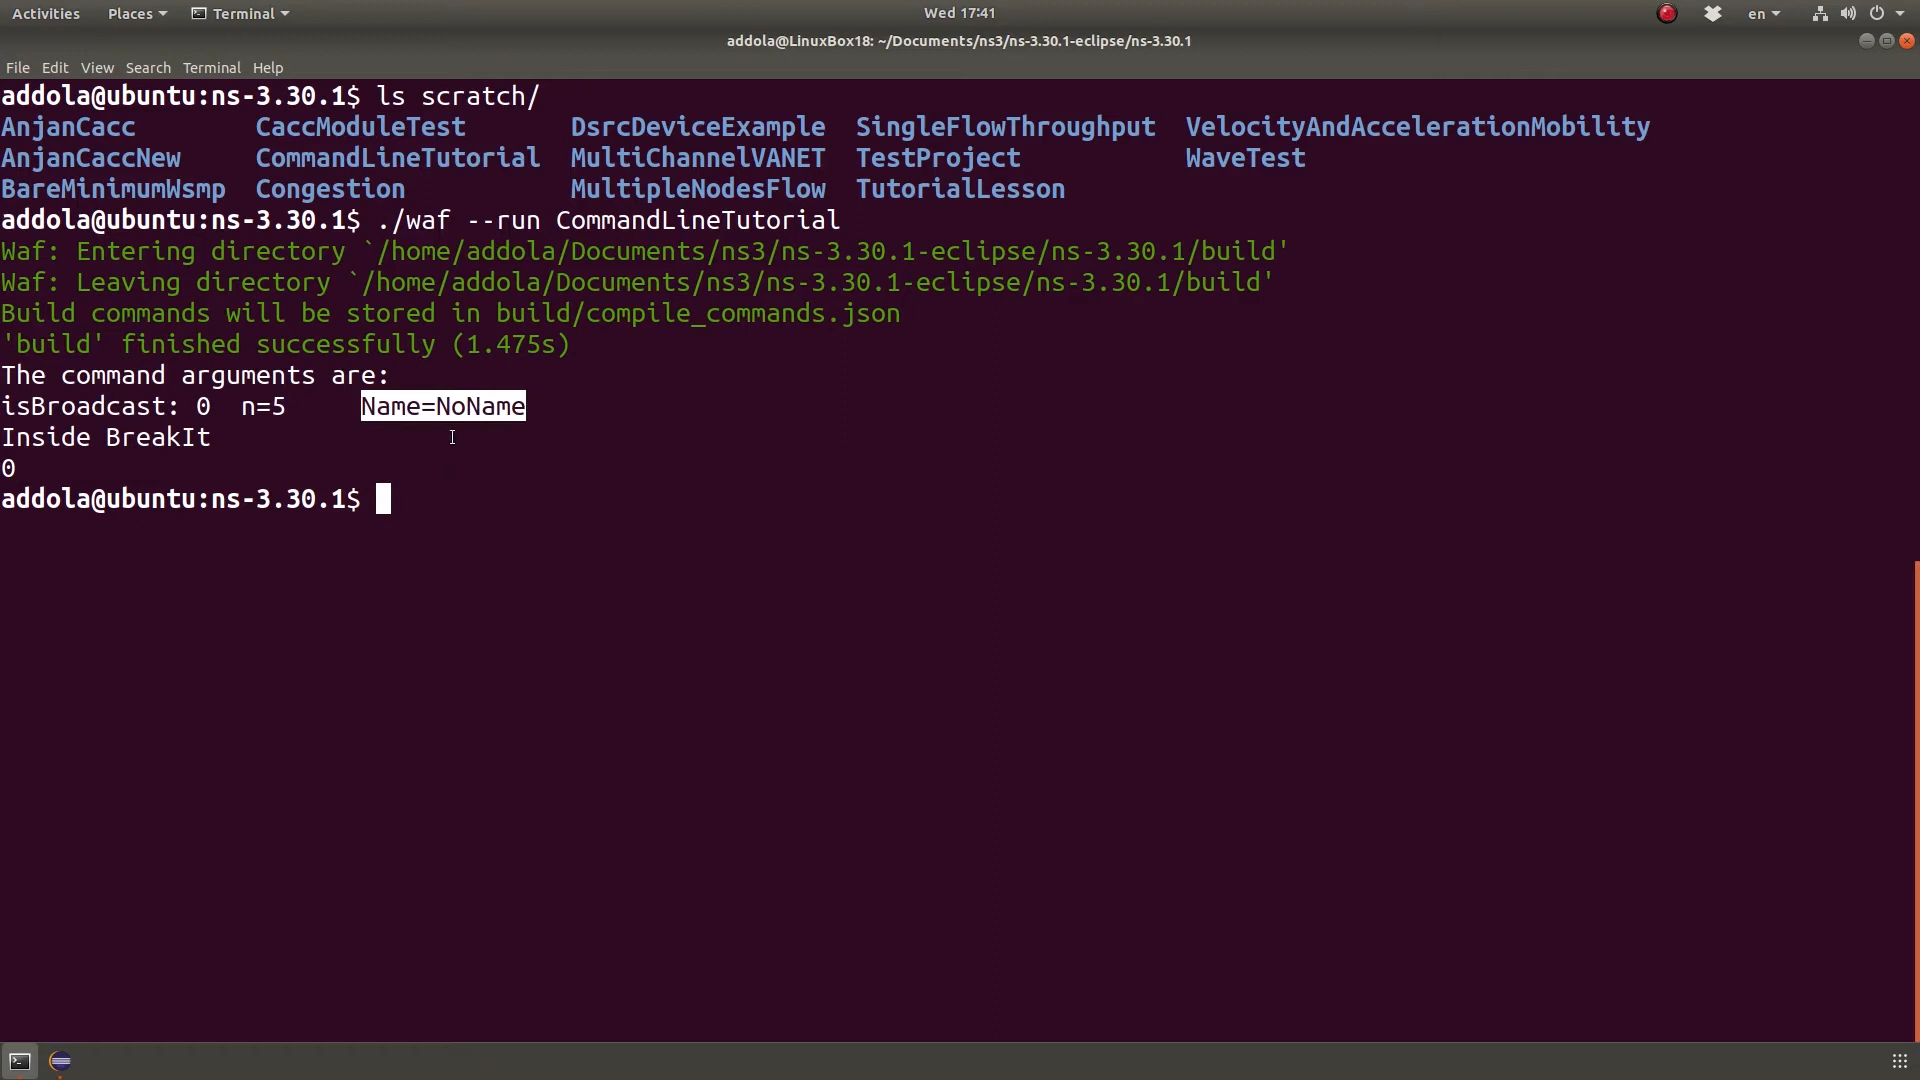 Activities Places Terminal Wed 17:41 en
addola@LinuxBox18: ~/Documents/ns3/ns-3.30.1-eclipse/ns-3.30.1
File Edit View Search Terminal Help
addola@ubuntu:ns-3.30.1$ ls scratch/
AnjanCacc CaccModuleTest DsrcDeviceExample SingleFlowThroughput VelocityAndAccelerationMobility
AnjanCaccNew CommandLineTutorial MultiChannelVANET TestProject WaveTest
BareMinimumWsmp Congestion MultipleNodesFlow TutorialLesson
addola@ubuntu:ns-3.30.1$ ./waf --run CommandLineTutorial
Waf: Entering directory `/home/addola/Documents/ns3/ns-3.30.1-eclipse/ns-3.30.1/build'
Waf: Leaving directory `/home/addola/Documents/ns3/ns-3.30.1-eclipse/ns-3.30.1/build'
Build commands will be stored in build/compile_commands.json
'build' finished successfully (1.475s)
The command arguments are:
isBroadcast: 0 n=5 Name=NoName
Inside BreakIt
0
addola@ubuntu:ns-3.30.1$